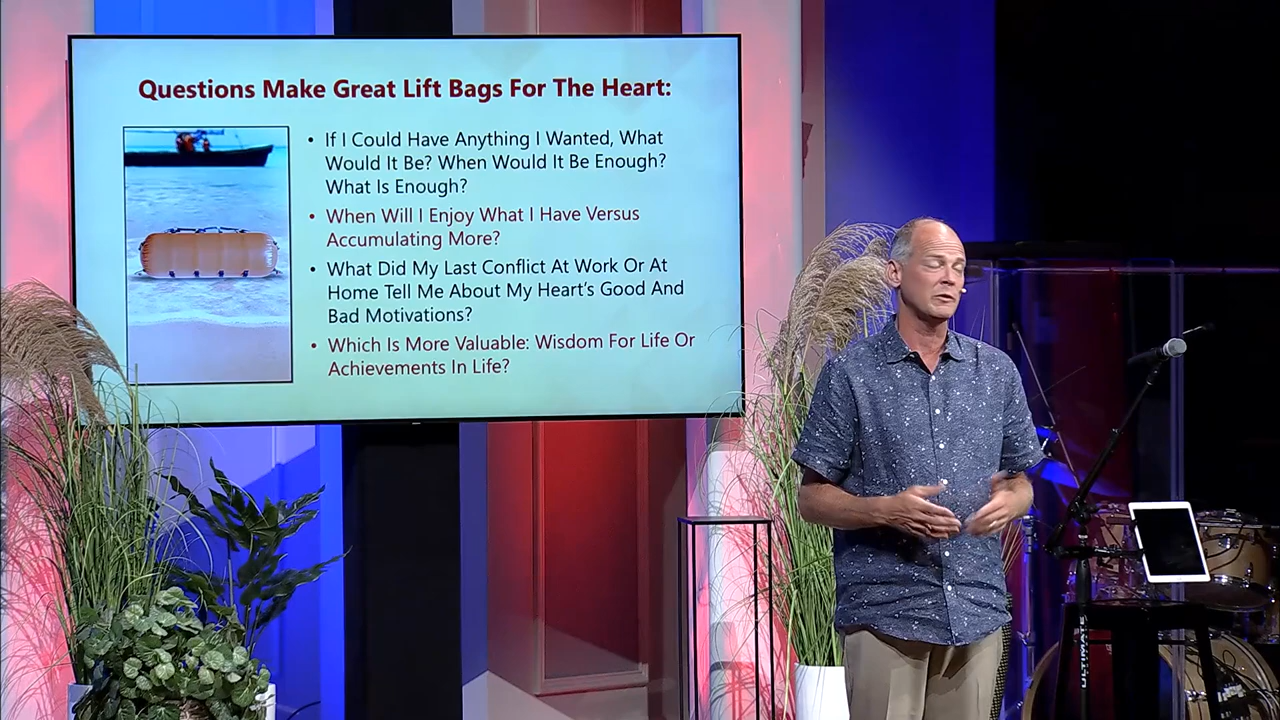 Questions Make Great Lift Bags For The Heart:
• If I Could Have Anything I Wanted, What
Would It Be? When Would It Be Enough?
What Is Enough?
• When Will I Enjoy What I Have Versus
Accumulating More?
• What Did My Last Conflict At Work Or At
Home Tell Me About My Heart's Good And
Bad Motivations?
• Which Is More Valuable: Wisdom For Life Or
Achievements In Life?
ULTIMATE